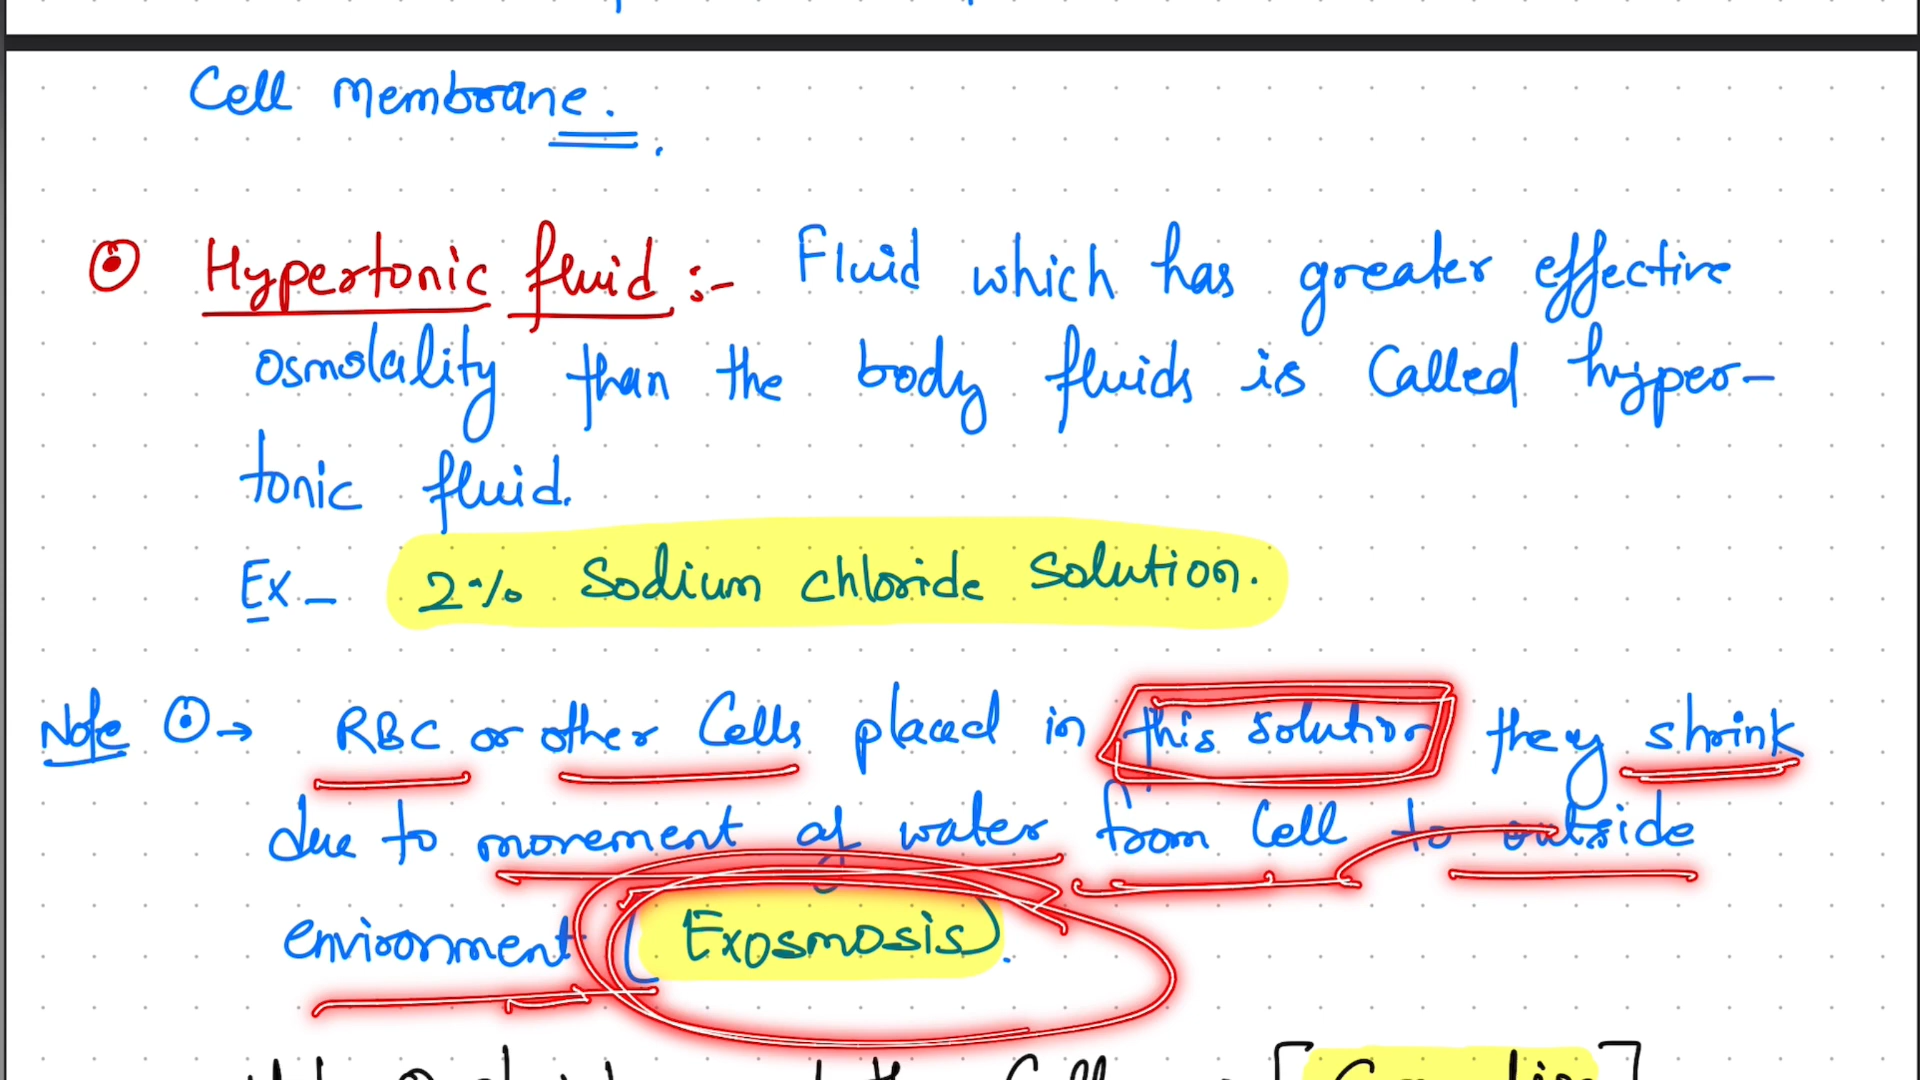 Cell membrane.
Hypertonic fluid :- Fluid which has greater effective
osmolality than the body fluids is called hyper-
tonic fluid.
Ex - 2% Sodium chloride Solution.
Note ⊙→ RBC or other Cells placed in this solution they shrink
due to movement of water from Cell to outside
environment (Exosmosis).